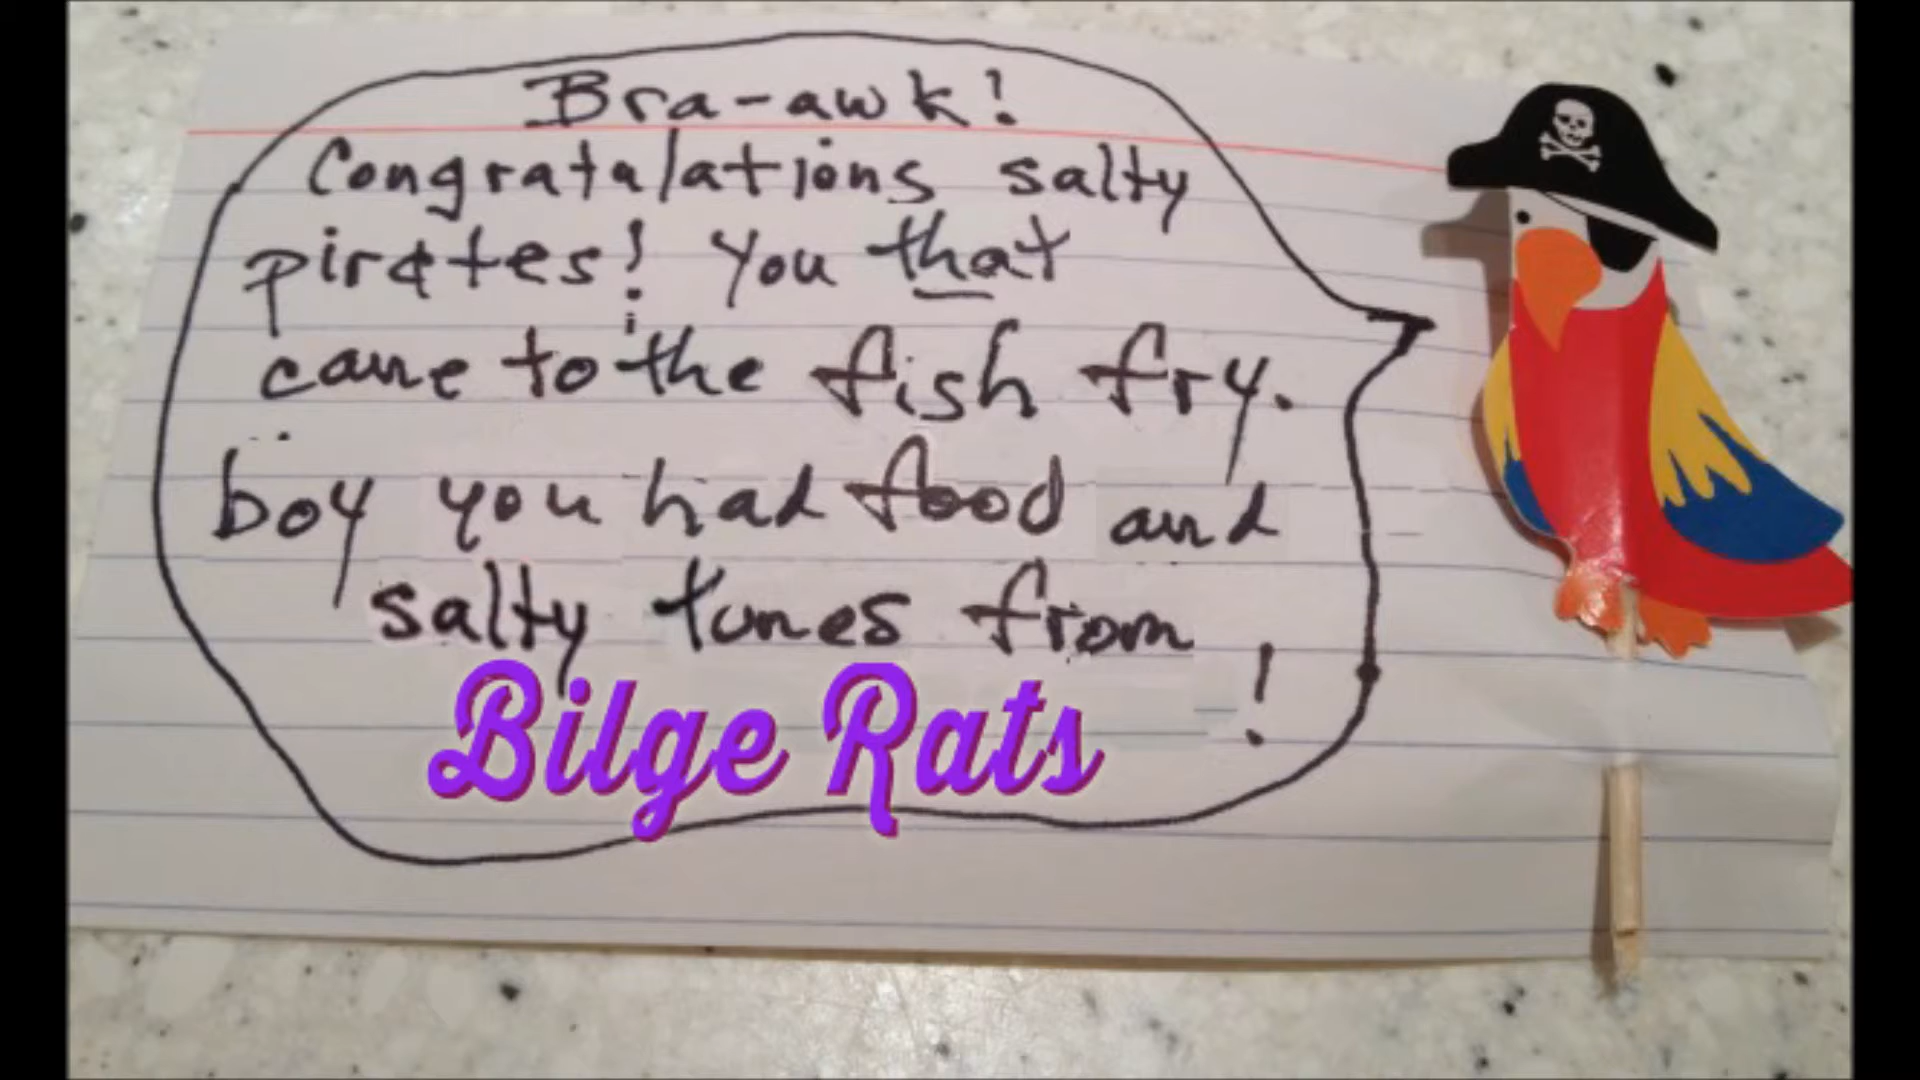 Bra-awk!
Congratalations salty
pirates! You that
came to the fish fry.
boy you had food and
salty tunes from
Bilge Rats!